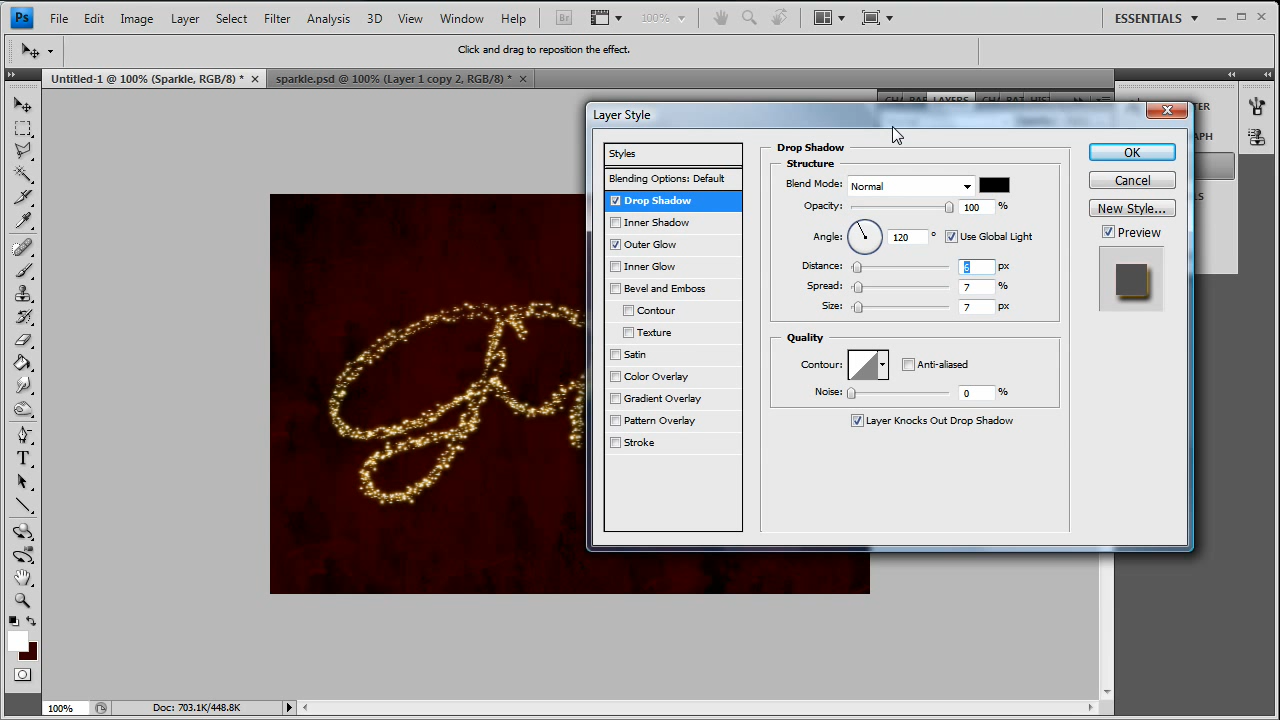 Ps File Edit Image Layer Select Filter Analysis 3D View Window Help Br 100% ESSENTIALS
Click and drag to reposition the effect.
Untitled-1 @ 100% (Sparkle, RGB/8) * sparkle.psd @ 100% (Layer 1 copy 2, RGB/8) *
LAYERS
Layer Style
Styles
Blending Options: Default
Drop Shadow
Inner Shadow
Outer Glow
Inner Glow
Bevel and Emboss
Contour
Texture
Satin
Color Overlay
Gradient Overlay
Pattern Overlay
Stroke
Drop Shadow
Structure
Blend Mode: Normal
Opacity: 100 %
Angle: 120 ° Use Global Light
Distance: 6 px
Spread: 7 %
Size: 7 px
Quality
Contour: Anti-aliased
Noise: 0 %
Layer Knocks Out Drop Shadow
OK
Cancel
New Style...
Preview
T
100% Doc: 703.1K/448.8K